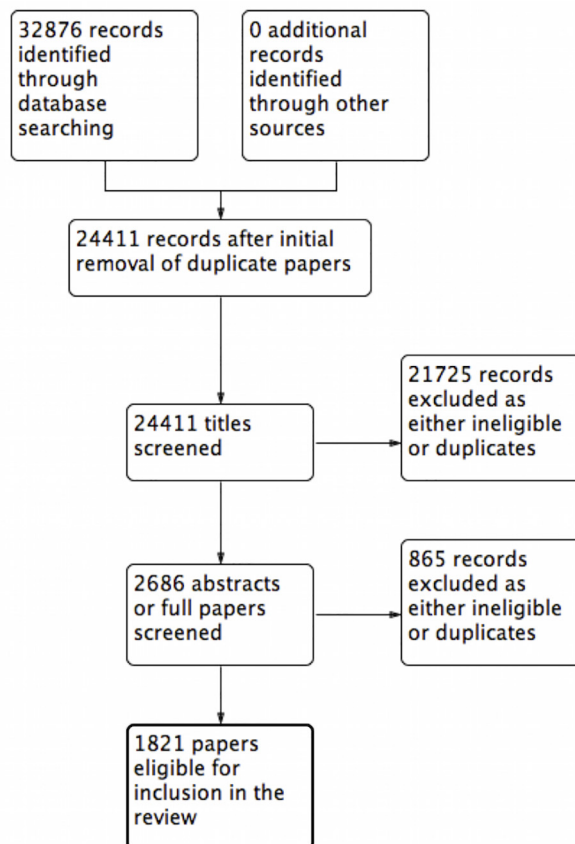 32876 records
identified
through
database
searching
0 additional
records
identified
through other
sources
24411 records after initial
removal of duplicate papers
24411 titles
screened
21725 records
excluded as
either ineligible
or duplicates
2686 abstracts
or full papers
screened
865 records
excluded as
either ineligible
or duplicates
1821 papers
eligible for
inclusion in the
review